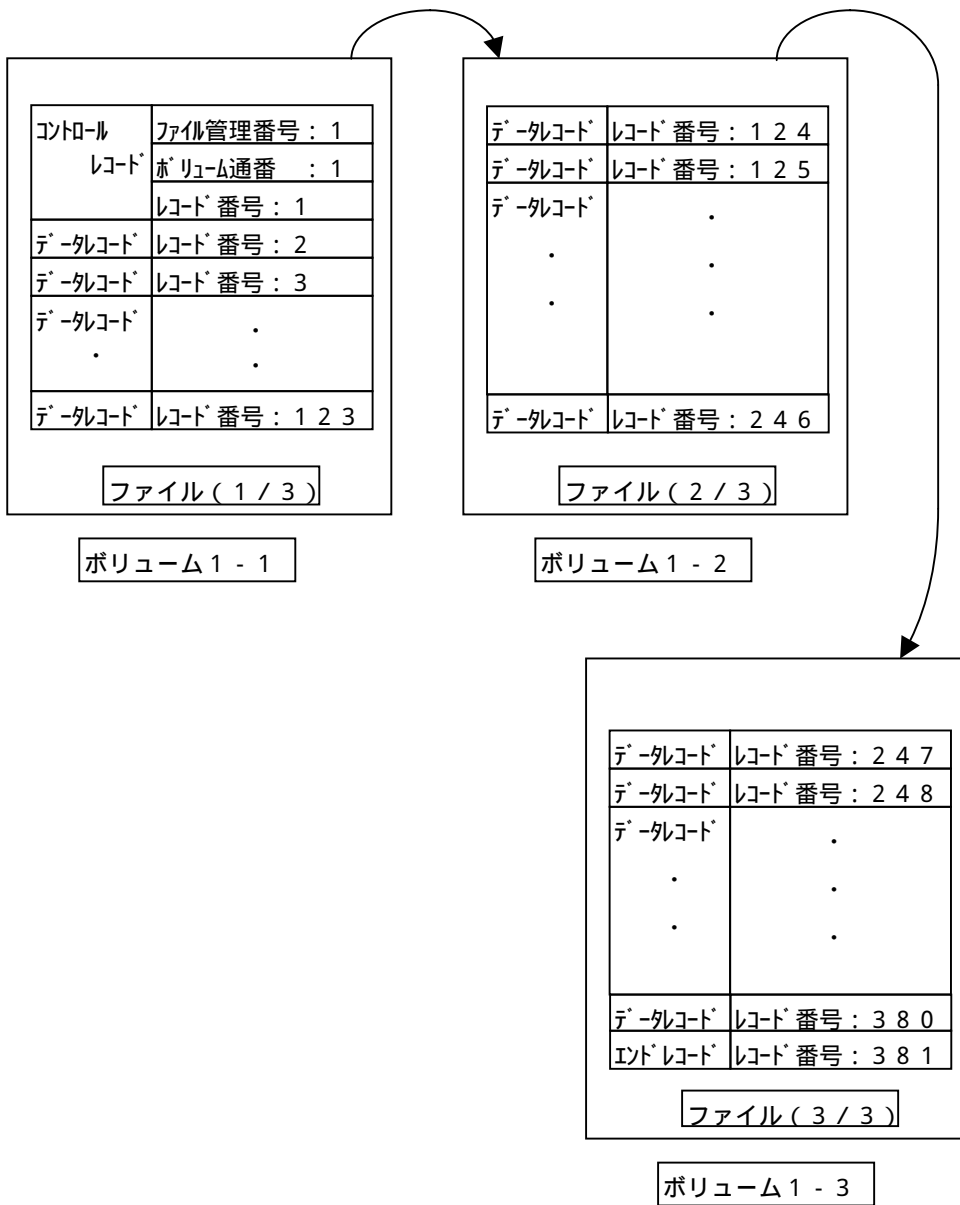 コントロール ファイル管理番号：1
レコード ボリューム通番 ：1
レコード番号：1
データレコード レコード番号：2
データレコード レコード番号：3
データレコード ・
・ ・
データレコード レコード番号：123
ファイル(1/3)
ボリューム1-1
データレコード レコード番号：124
データレコード レコード番号：125
データレコード ・
・ ・
・ ・
データレコード レコード番号：246
ファイル(2/3)
ボリューム1-2
データレコード レコード番号：247
データレコード レコード番号：248
データレコード ・
・ ・
・ ・
データレコード レコード番号：380
エンドレコード レコード番号：381
ファイル(3/3)
ボリューム1-3